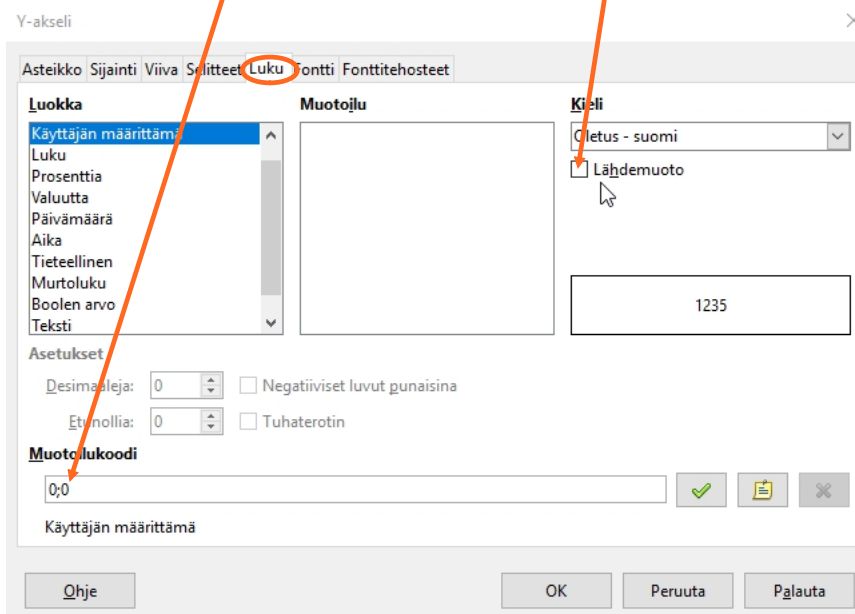 Y-akseli
Asteikko Sijainti Viiva Selitteet Luku Fontti Fonttitehosteet
Luokka Muotoilu Kieli
Käyttäjän määrittämä
Luku
Prosenttia
Valuutta
Päivämäärä
Aika
Tieteellinen
Murtoluku
Boolen arvo
Teksti
Oletus - suomi
Lähdemuoto
1235
Asetukset
Desimaaleja: 0 Negatiiviset luvut punaisina
Etunollia: 0 Tuhaterotin
Muotoilukoodi
0;0
Käyttäjän määrittämä
Ohje OK Peruuta Palauta